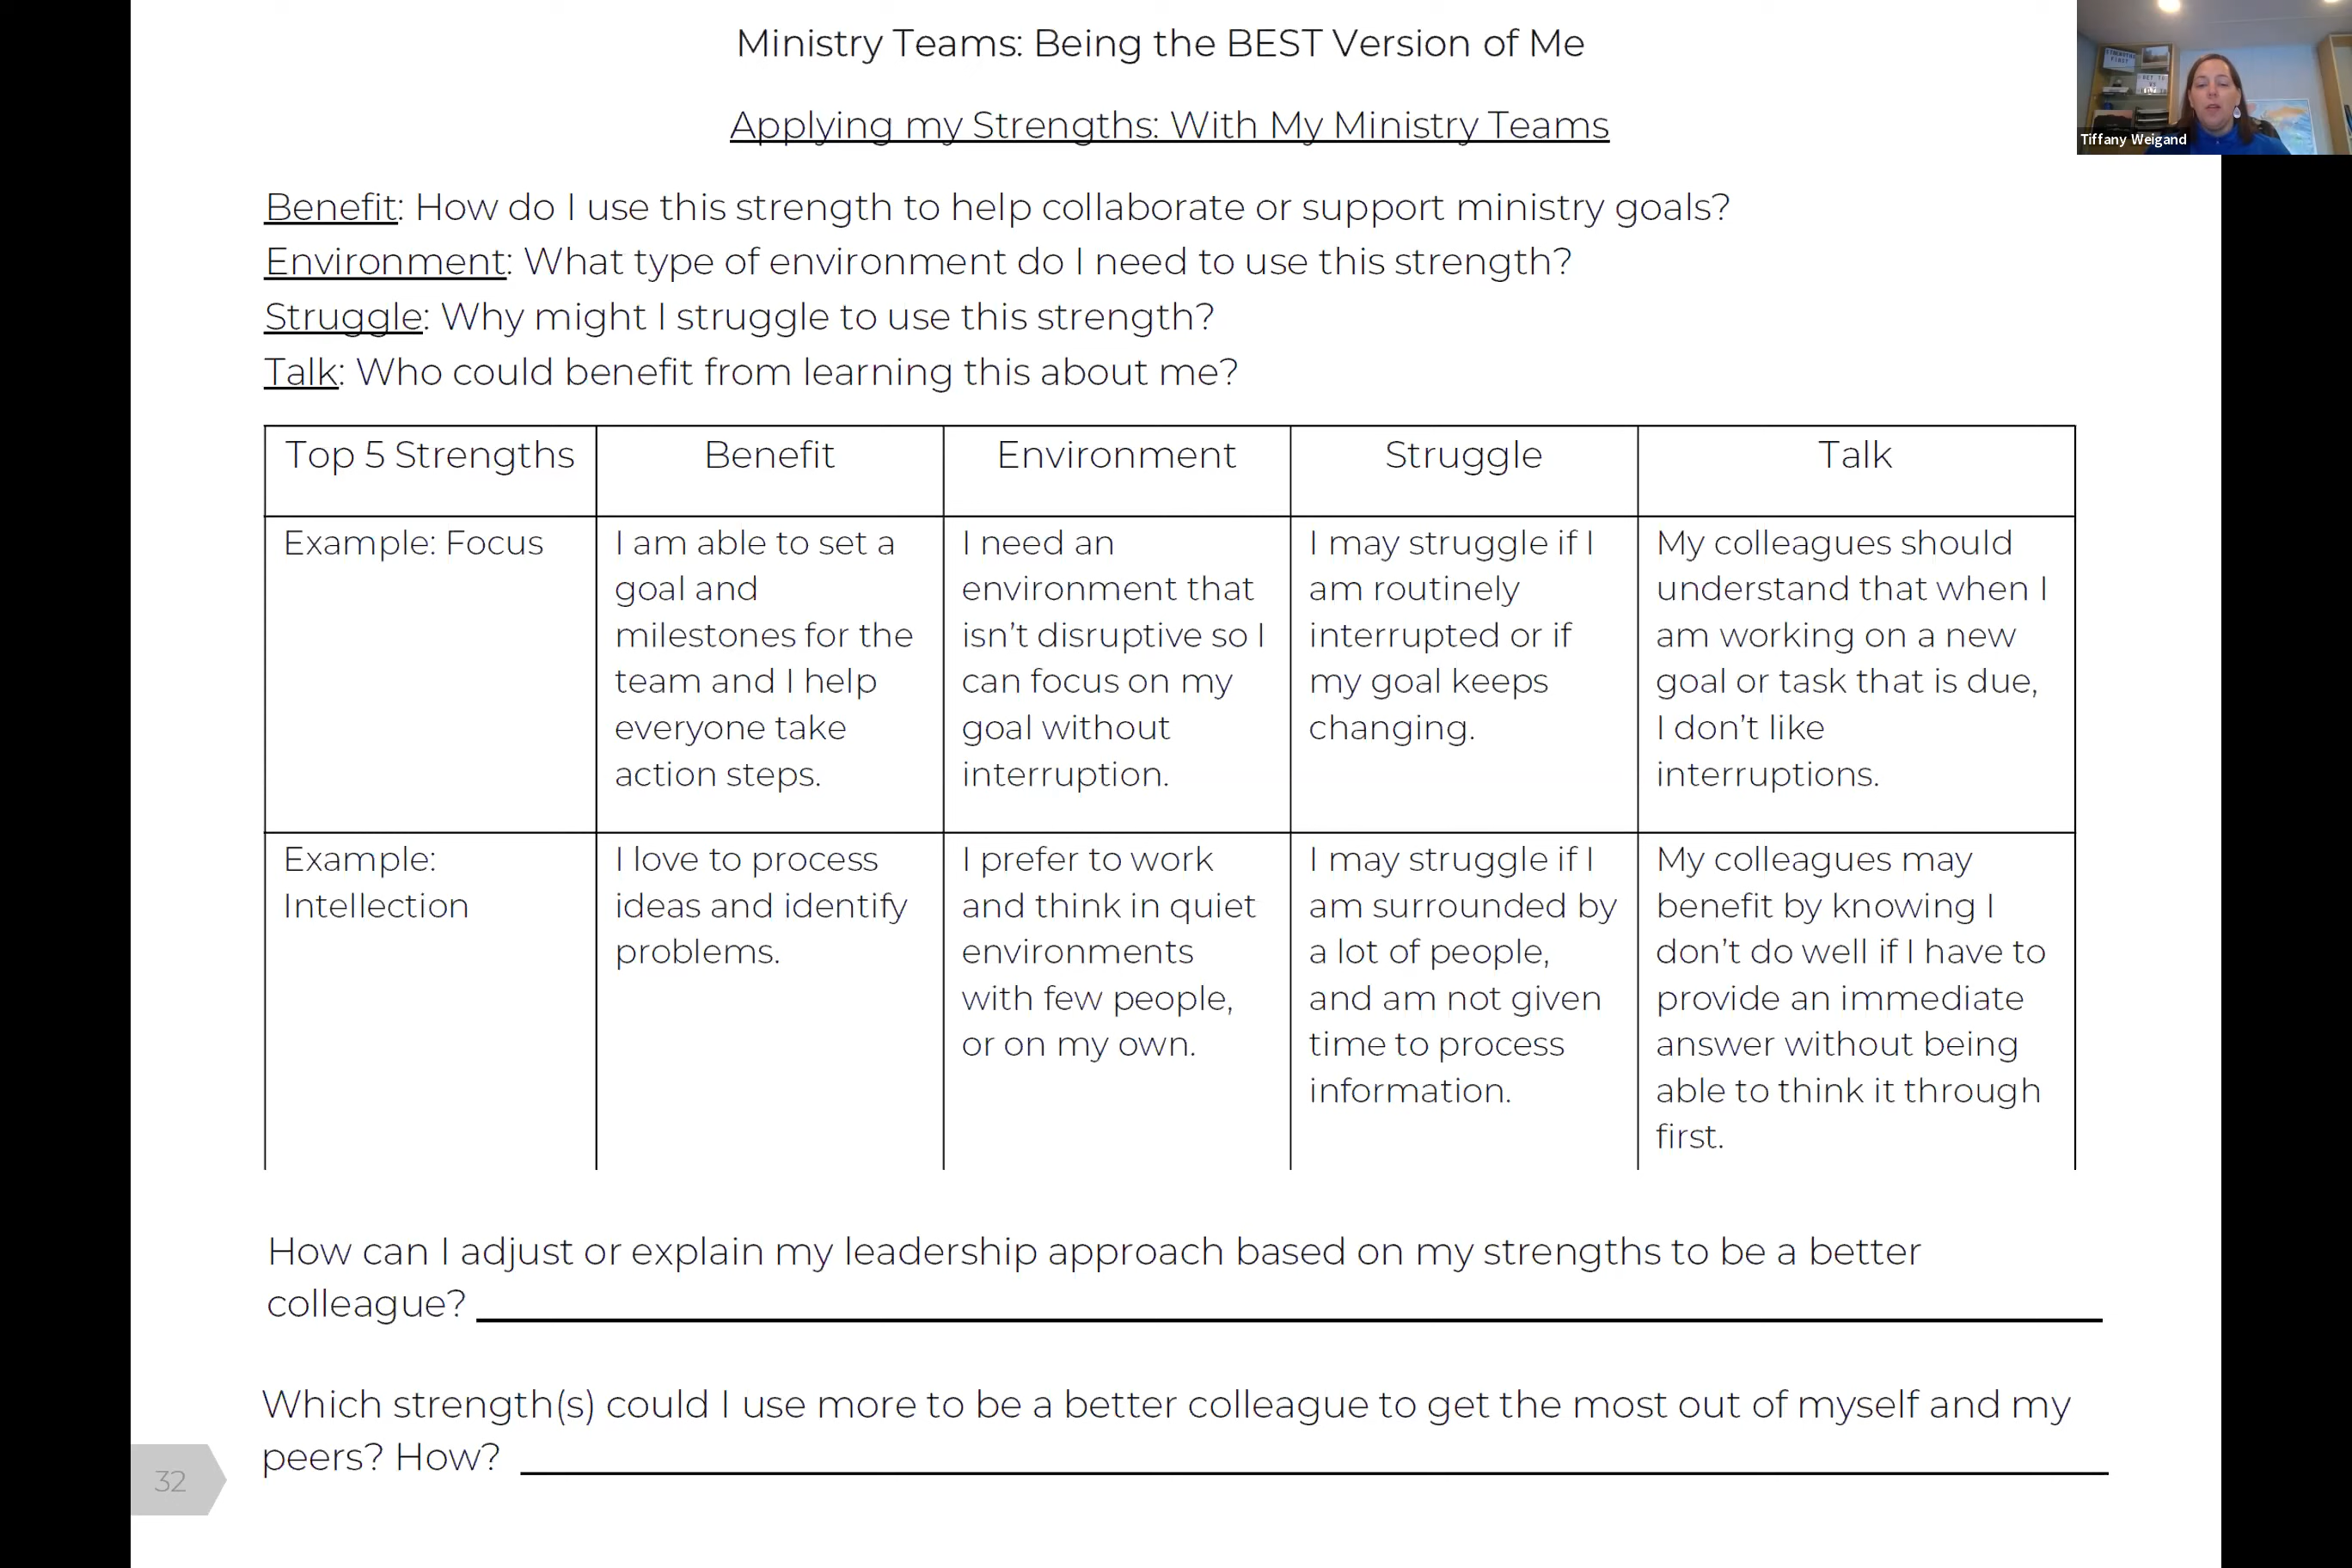 Ministry Teams: Being the BEST Version of Me
Applying my Strengths: With My Ministry Teams
Tiffany Weigand
Benefit: How do I use this strength to help collaborate or support ministry goals?
Environment: What type of environment do I need to use this strength?
Struggle: Why might I struggle to use this strength?
Talk: Who could benefit from learning this about me?
Top 5 Strengths
Benefit
Environment
Struggle
Talk
Example: Focus
I am able to set a
goal and
milestones for the
team and I help
everyone take
action steps.
I need an
environment that
isn’t disruptive so I
can focus on my
goal without
interruption.
I may struggle if I
am routinely
interrupted or if
my goal keeps
changing.
My colleagues should
understand that when I
am working on a new
goal or task that is due,
I don’t like
interruptions.
Example:
Intellection
I love to process
ideas and identify
problems.
I prefer to work
and think in quiet
environments
with few people,
or on my own.
I may struggle if I
am surrounded by
a lot of people,
and am not given
time to process
information.
My colleagues may
benefit by knowing I
don’t do well if I have to
provide an immediate
answer without being
able to think it through
first.
How can I adjust or explain my leadership approach based on my strengths to be a better
colleague?
Which strength(s) could I use more to be a better colleague to get the most out of myself and my
peers? How?
32